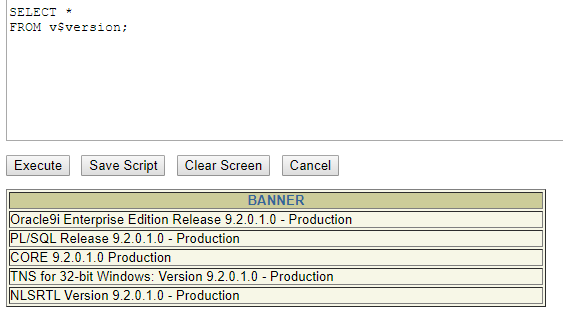 SELECT *
FROM v$version;
Execute Save Script Clear Screen Cancel
BANNER
Oracle9i Enterprise Edition Release 9.2.0.1.0 - Production
PL/SQL Release 9.2.0.1.0 - Production
CORE 9.2.0.1.0 Production
TNS for 32-bit Windows: Version 9.2.0.1.0 - Production
NLSRTL Version 9.2.0.1.0 - Production